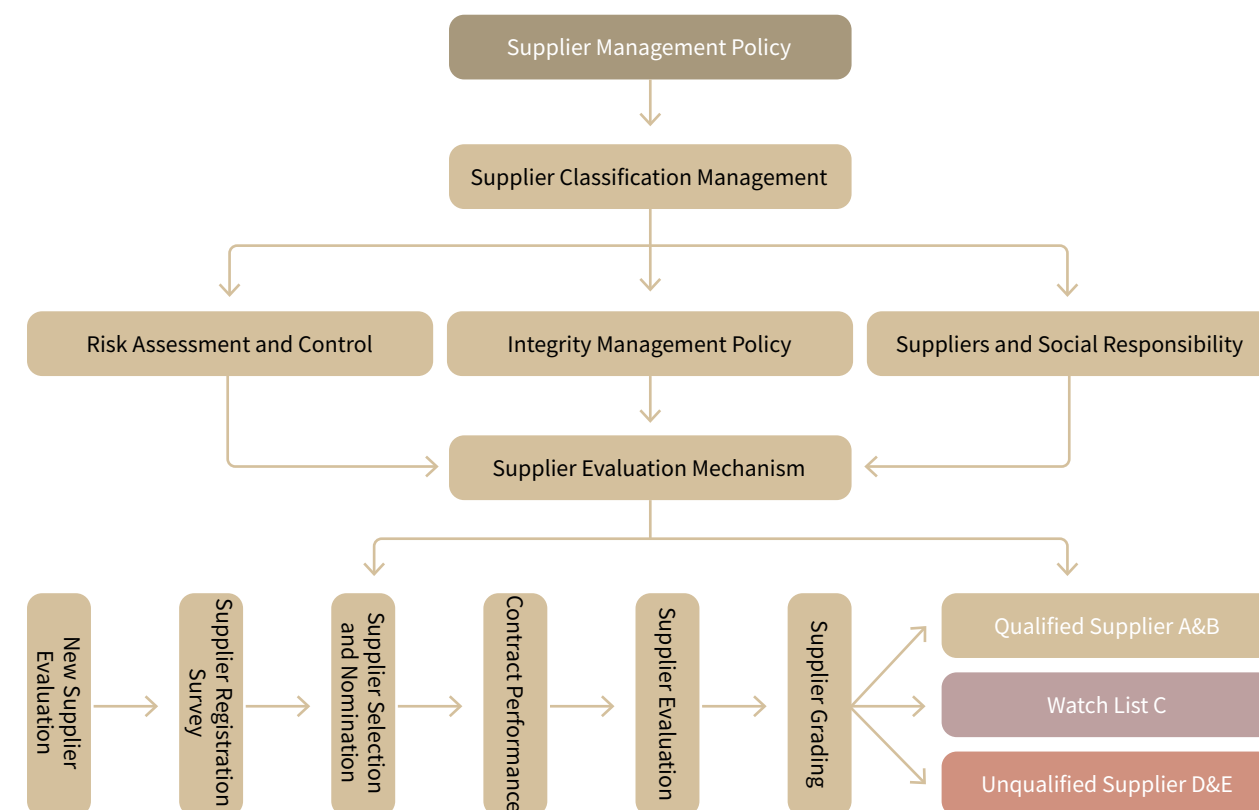 Supplier Management Policy
Supplier Classification Management
Risk Assessment and Control
Integrity Management Policy
Suppliers and Social Responsibility
Supplier Evaluation Mechanism
New Supplier
Evaluation
Supplier Registration
Survey
Supplier Selection
and Nomination
Contract Performance
Supplier Evaluation
Supplier Grading
Qualified Supplier A&B
Watch List C
Unqualified Supplier D&E